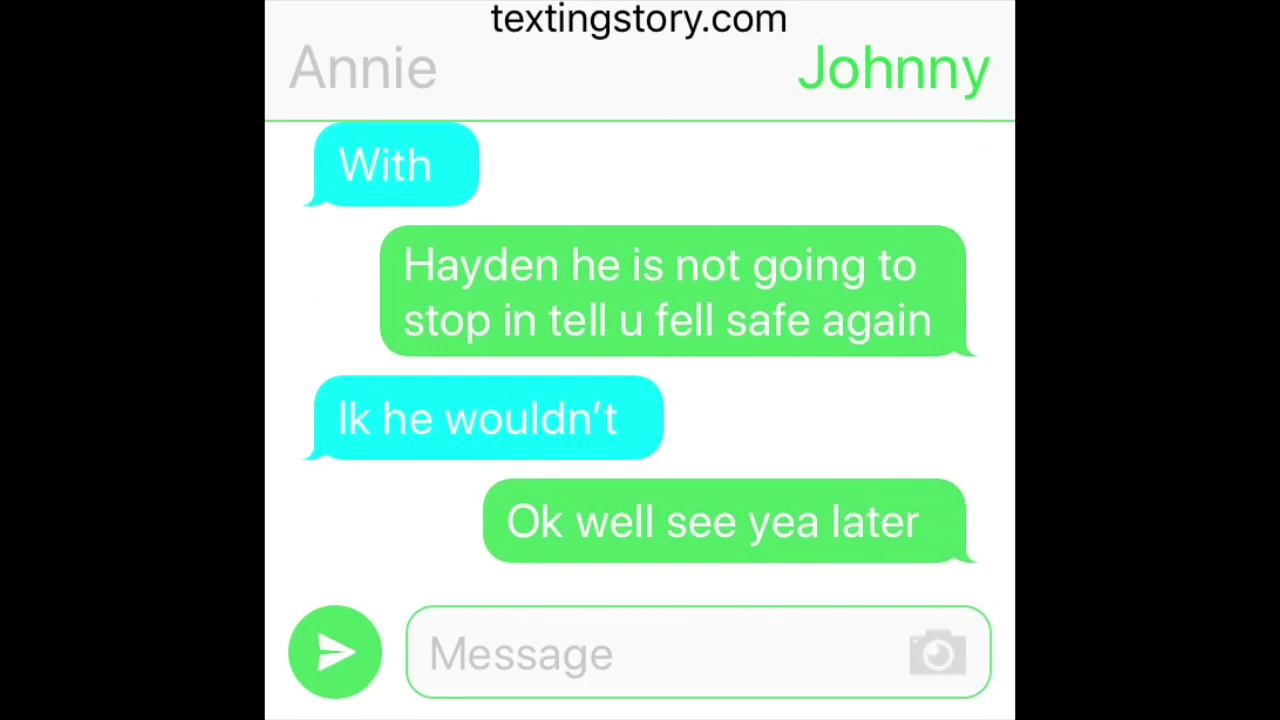 textingstory.com
Annie
Johnny
With
Hayden he is not going to
stop in tell u fell safe again
Ik he wouldn’t
Ok well see yea later
Message